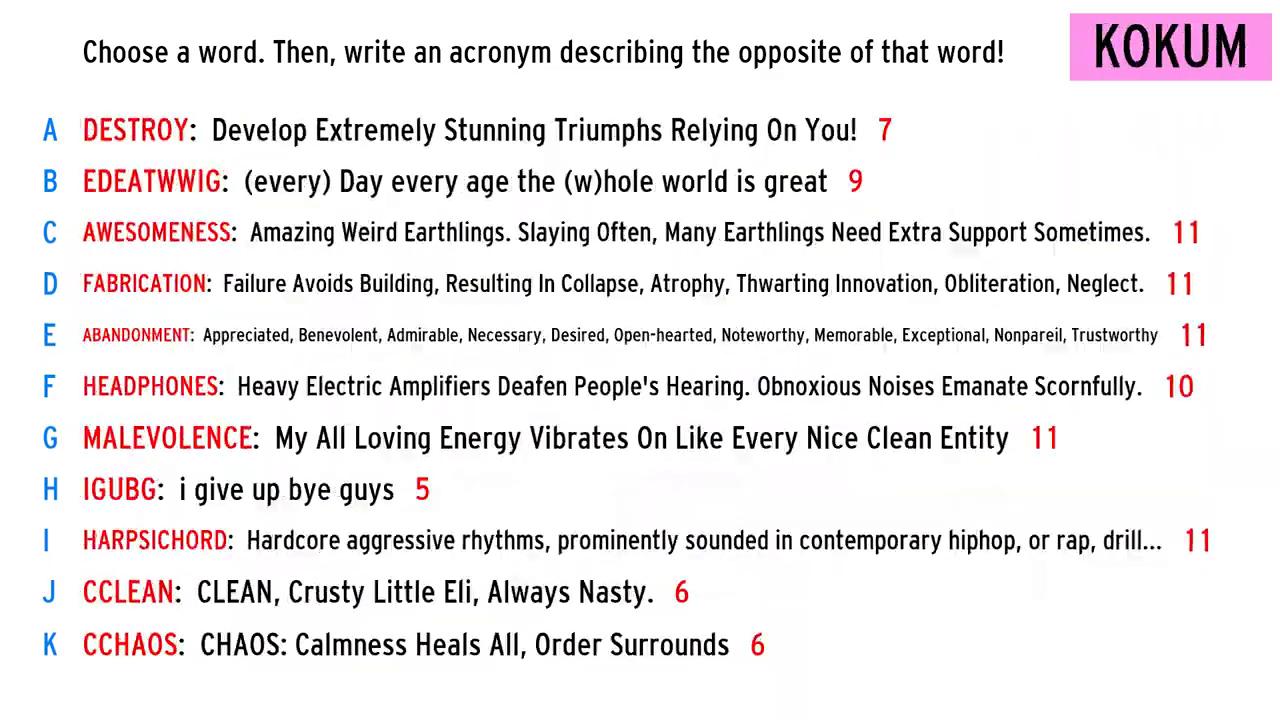 Choose a word. Then, write an acronym describing the opposite of that word!
KOKUM
A DESTROY: Develop Extremely Stunning Triumphs Relying On You! 7
B EDEATWWIG: (every) Day every age the (w)hole world is great 9
C AWESOMENESS: Amazing Weird Earthlings. Slaying Often, Many Earthlings Need Extra Support Sometimes. 11
D FABRICATION: Failure Avoids Building, Resulting In Collapse, Atrophy, Thwarting Innovation, Obliteration, Neglect. 11
E ABANDONMENT: Appreciated, Benevolent, Admirable, Necessary, Desired, Open-hearted, Noteworthy, Memorable, Exceptional, Nonpareil, Trustworthy 11
F HEADPHONES: Heavy Electric Amplifiers Deafen People's Hearing. Obnoxious Noises Emanate Scornfully. 10
G MALEVOLENCE: My All Loving Energy Vibrates On Like Every Nice Clean Entity 11
H IGUBG: i give up bye guys 5
I HARPSICHORD: Hardcore aggressive rhythms, prominently sounded in contemporary hiphop, or rap, drill... 11
J CCLEAN: CLEAN, Crusty Little Eli, Always Nasty. 6
K CCHAOS: CHAOS: Calmness Heals All, Order Surrounds 6